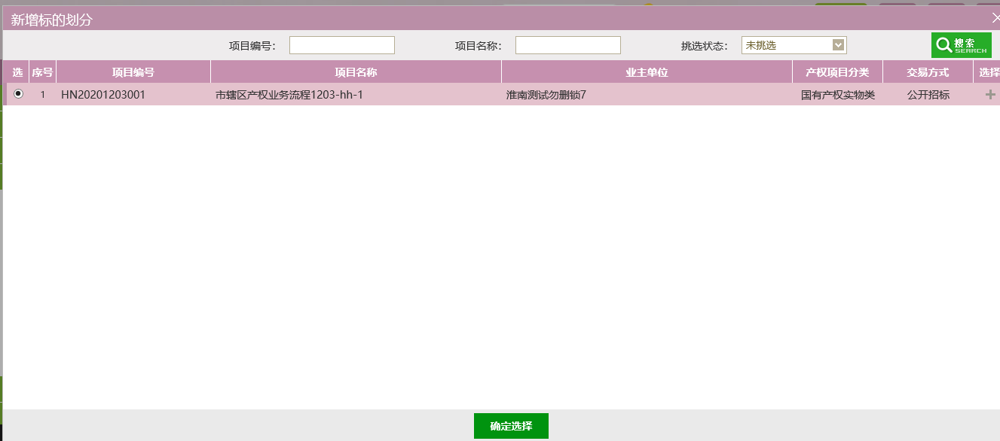 新增标的划分
项目编号： 项目名称： 挑选状态： 未挑选 搜索 SEARCH
选 序号 项目编号 项目名称 业主单位 产权项目分类 交易方式 选择
1 HN20201203001 市辖区产权业务流程1203-hh-1 淮南测试勿删锁7 国有产权实物类 公开招标
确定选择